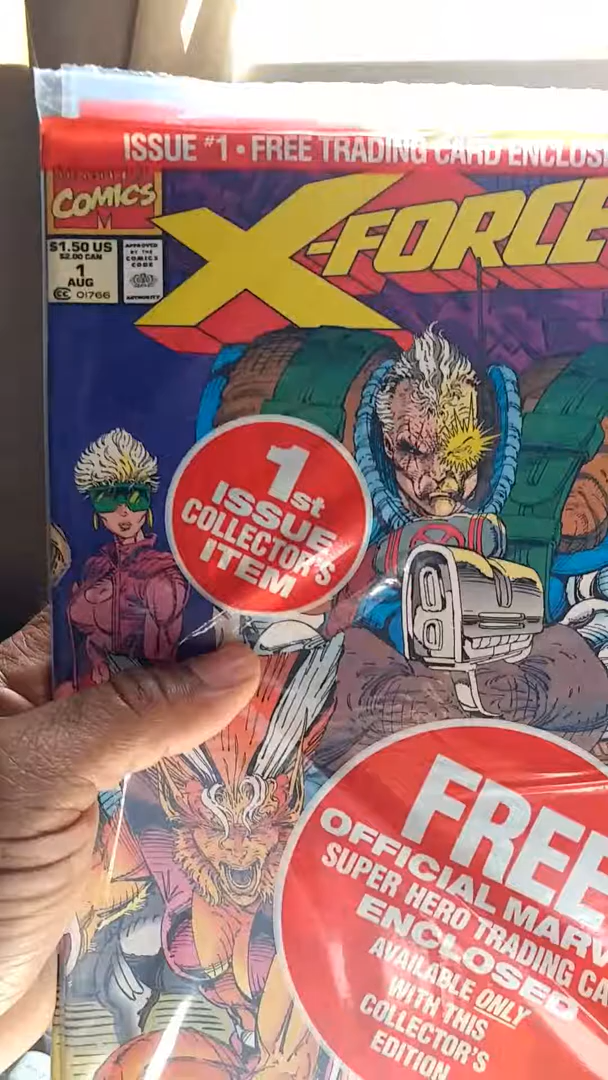 ISSUE #1 • FREE TRADING CARD ENCLOS
COMICS
M
X-FORCE
$1.50 US
$2.00 CAN
1
AUG
CC 01766
APPROVED
BY THE
COMICS
CODE
AUTHORITY
1st
ISSUE
COLLECTOR'S
ITEM
FREE
OFFICIAL MARV
SUPER HERO TRADING CA
ENCLOSED
AVAILABLE ONLY
WITH THIS
COLLECTOR'S
EDITION